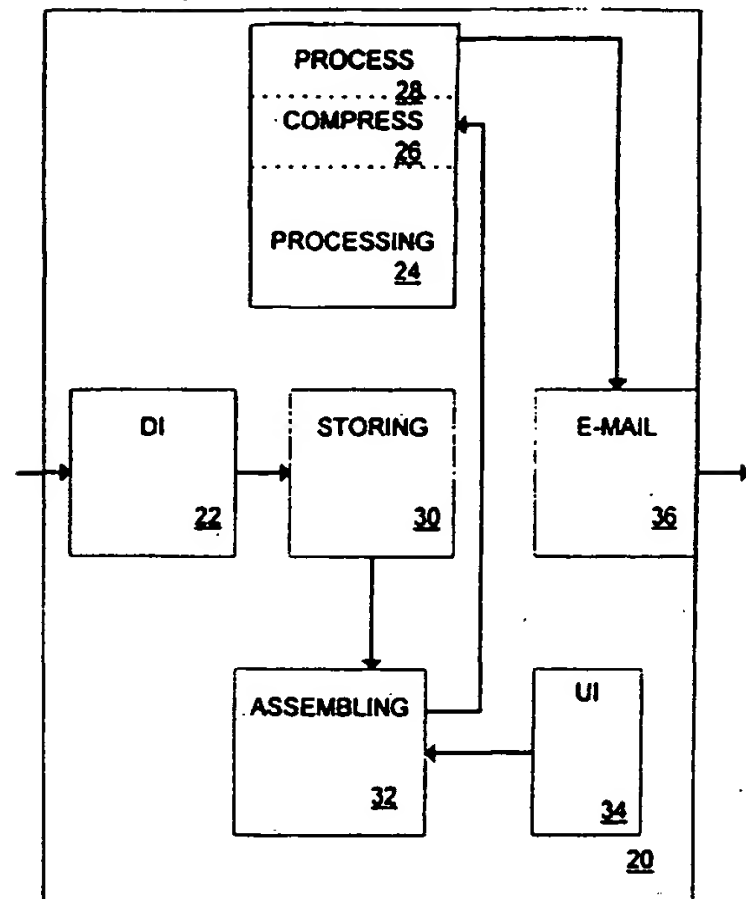 PROCESS
28
COMPRESS
26
PROCESSING
24
DI
22
STORING
30
E-MAIL
36
ASSEMBLING
32
UI
34
20